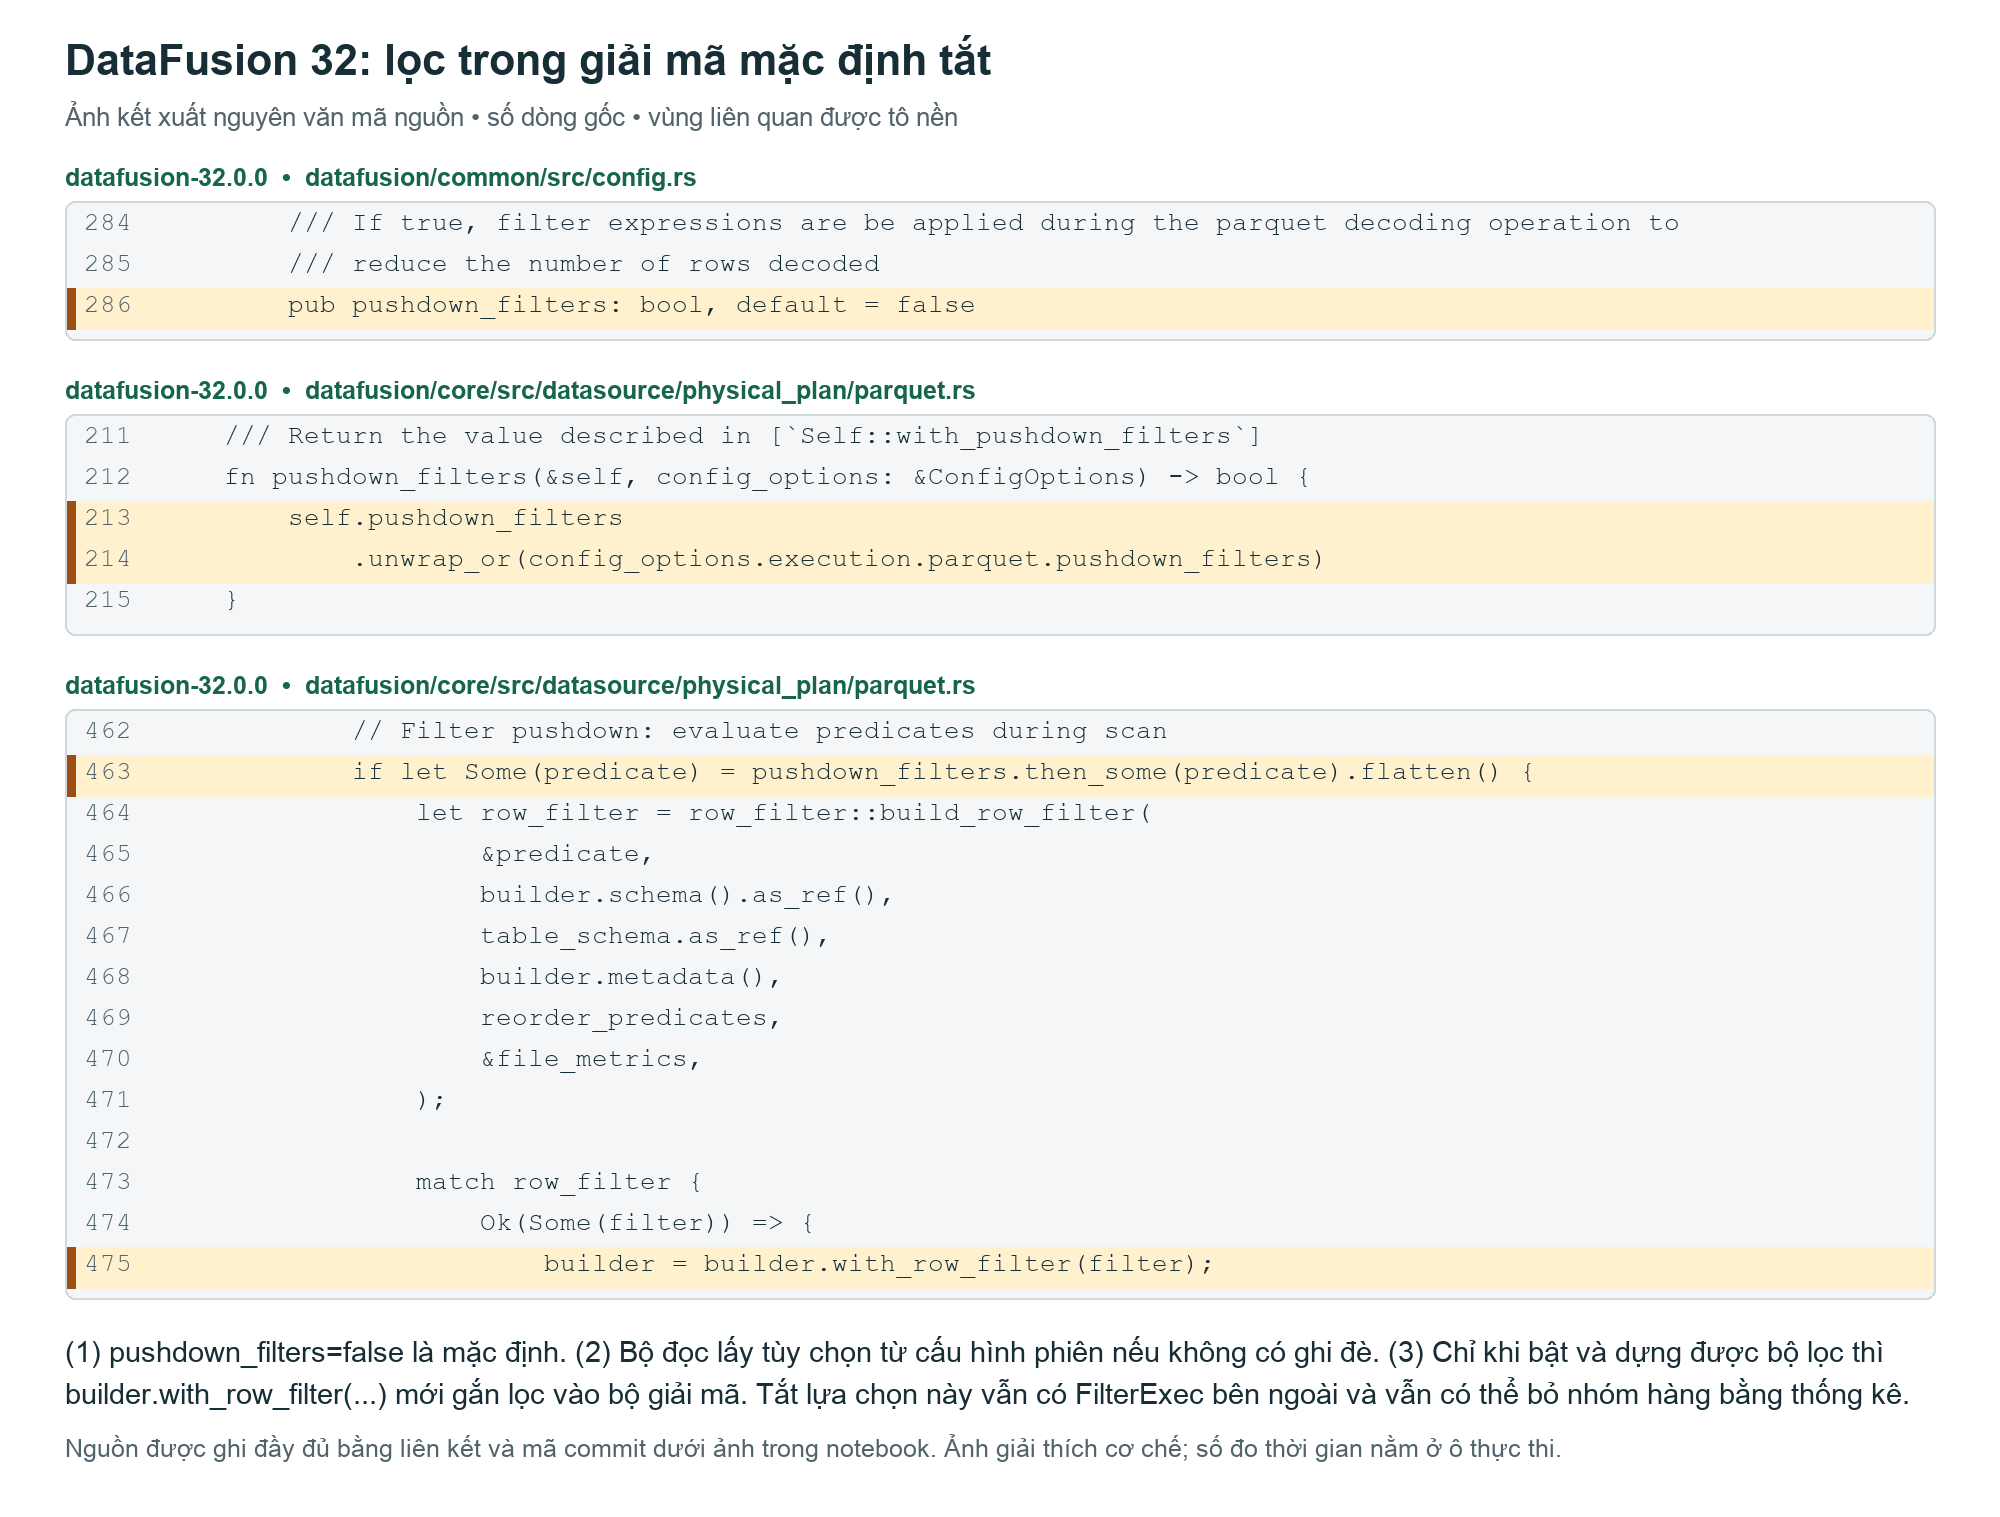 DataFusion 32: lọc trong giải mã mặc định tắt
Ảnh kết xuất nguyên văn mã nguồn • số dòng gốc • vùng liên quan được tô nền
datafusion-32.0.0 • datafusion/common/src/config.rs
284 /// If true, filter expressions are be applied during the parquet decoding operation to
285 /// reduce the number of rows decoded
286 pub pushdown_filters: bool, default = false
datafusion-32.0.0 • datafusion/core/src/datasource/physical_plan/parquet.rs
211 /// Return the value described in [`Self::with_pushdown_filters`]
212 fn pushdown_filters(&self, config_options: &ConfigOptions) -> bool {
213 self.pushdown_filters
214 .unwrap_or(config_options.execution.parquet.pushdown_filters)
215 }
datafusion-32.0.0 • datafusion/core/src/datasource/physical_plan/parquet.rs
462 // Filter pushdown: evaluate predicates during scan
463 if let Some(predicate) = pushdown_filters.then_some(predicate).flatten() {
464 let row_filter = row_filter::build_row_filter(
465 &predicate,
466 builder.schema().as_ref(),
467 table_schema.as_ref(),
468 builder.metadata(),
469 reorder_predicates,
470 &file_metrics,
471 );
472
473 match row_filter {
474 Ok(Some(filter)) => {
475 builder = builder.with_row_filter(filter);
(1) pushdown_filters=false là mặc định. (2) Bộ đọc lấy tùy chọn từ cấu hình phiên nếu không có ghi đè. (3) Chỉ khi bật và dựng được bộ lọc thì
builder.with_row_filter(...) mới gắn lọc vào bộ giải mã. Tắt lựa chọn này vẫn có FilterExec bên ngoài và vẫn có thể bỏ nhóm hàng bằng thống kê.
Nguồn được ghi đầy đủ bằng liên kết và mã commit dưới ảnh trong notebook. Ảnh giải thích cơ chế; số đo thời gian nằm ở ô thực thi.